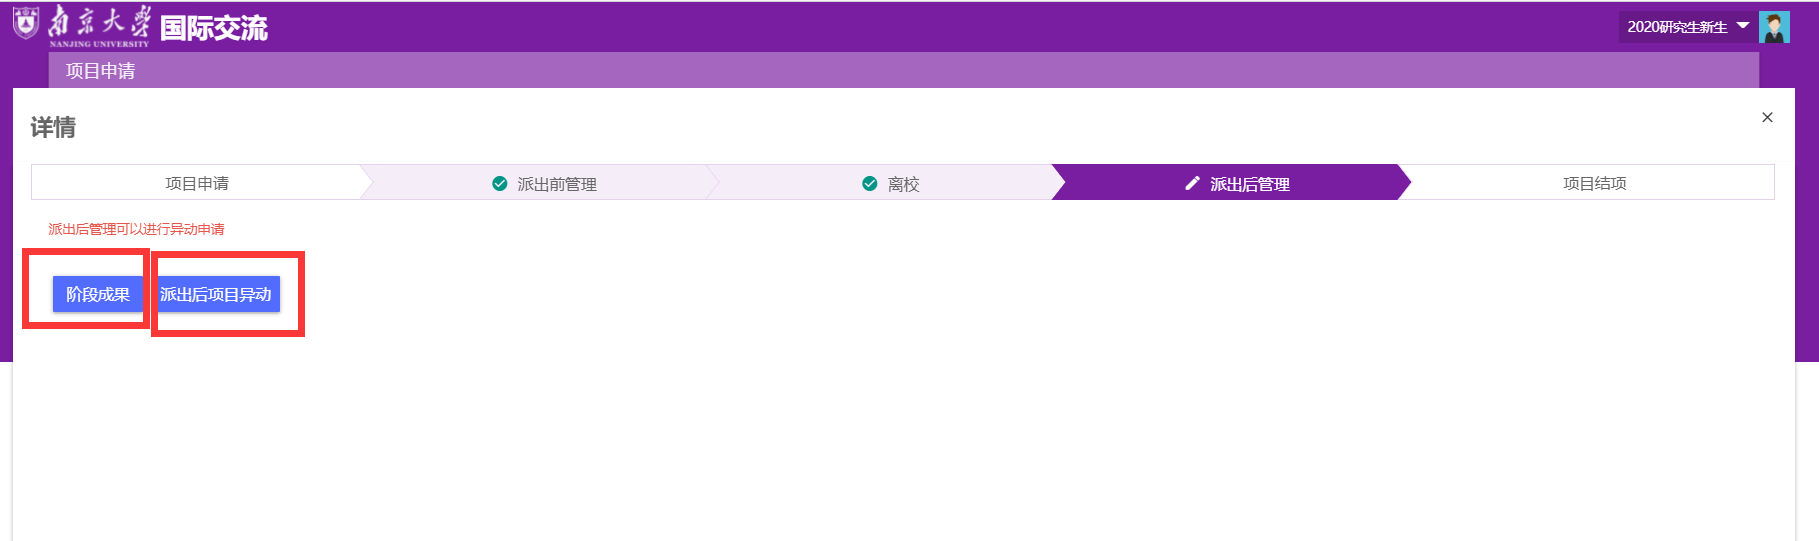 南京大学
NANJING UNIVERSITY
国际交流
2020研究生新生
项目申请
详情
项目申请
派出前管理
离校
派出后管理
项目结项
派出后管理可以进行异动申请
阶段成果
派出后项目异动